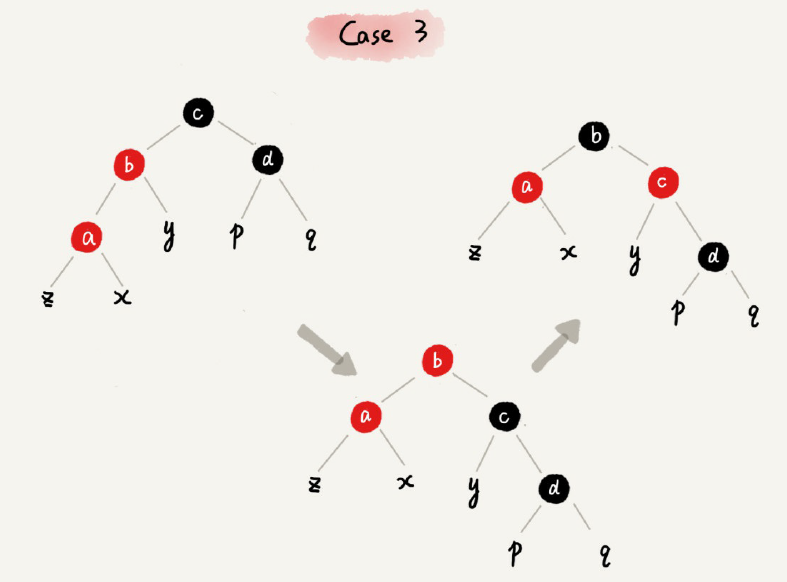 Case 3
c
b d
a y p q
z x
b
a c
z x y d
p q
b
a c
z x y d
p q